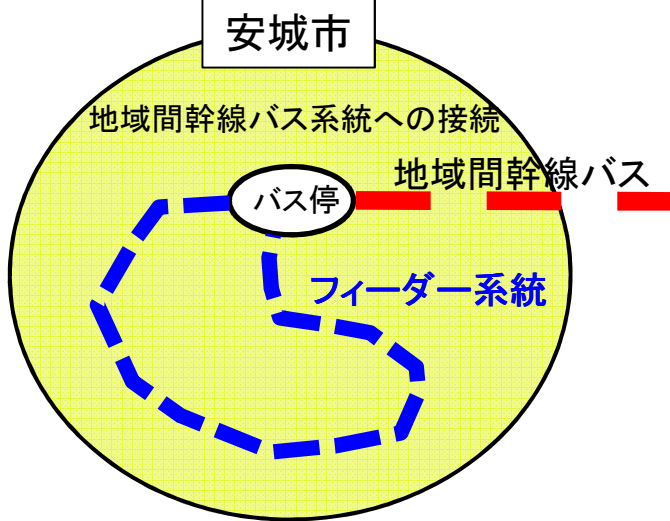 安城市
地域間幹線バス系統への接続
地域間幹線バス
バス停
フィーダー系統